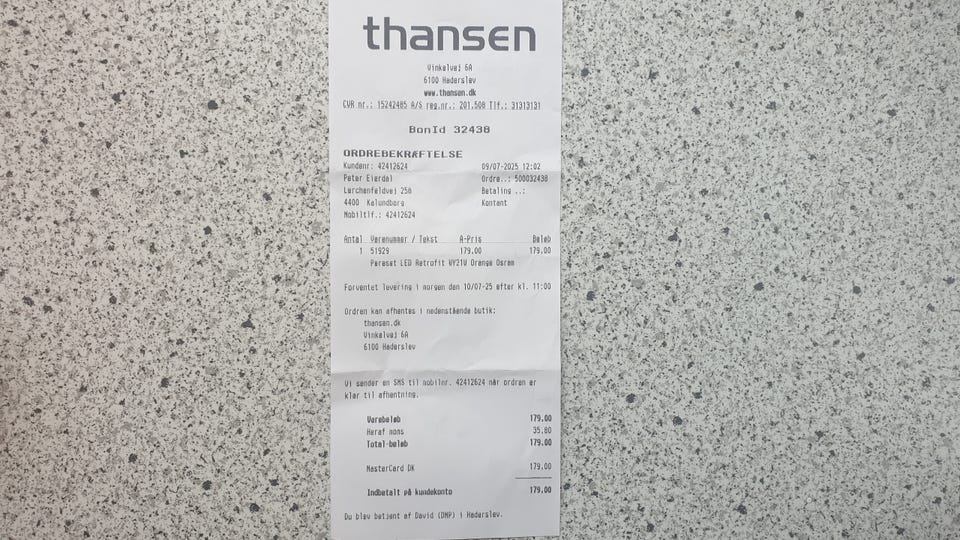 thansen
Vinkelvej 6A
6100 Haderslev
www.thansen.dk
CVR nr.: 15242485 A/S reg.nr.: 201.508 Tlf.: 31313131
BonId 32438
ORDREBEKRÆFTELSE
Kundenr: 42412624 09/07-2025 12:02
Peter Eierdal Ordre..: 500032438
Lerchenfeldvej 250 Betaling ..:
4400 Kalundborg Kontant
Mobiltlf.: 42412624
Antal Varenummer / Tekst A-Pris Beløb
1 51929 179.00 179.00
Pæresæt LED Retrofit WY21W Orange Osram
Forventet levering i morgen den 10/07-25 efter kl. 11:00
Ordren kan afhentes i nedenstående butik:
thansen.dk
Vinkelvej 6A
6100 Haderslev
Vi sender en SMS til mobilnr. 42412624 når ordren er
klar til afhentning.
Varebeløb 179.00
Heraf moms 35.80
Total-beløb 179.00
MasterCard DK 179.00
Indbetalt på kundekonto 179.00
Du blev betjent af David (DMP) i Haderslev.